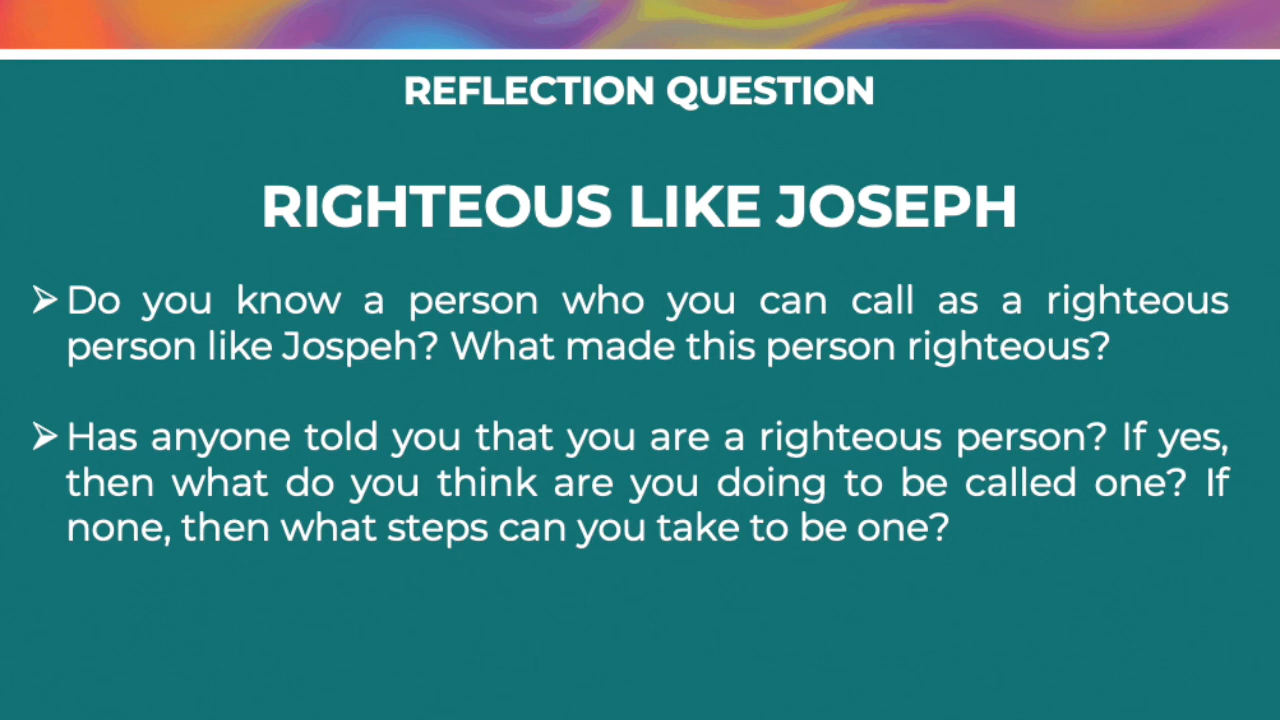 REFLECTION QUESTION
RIGHTEOUS LIKE JOSEPH
➢ Do you know a person who you can call as a righteous
person like Jospeh? What made this person righteous?
➢ Has anyone told you that you are a righteous person? If yes,
then what do you think are you doing to be called one? If
none, then what steps can you take to be one?